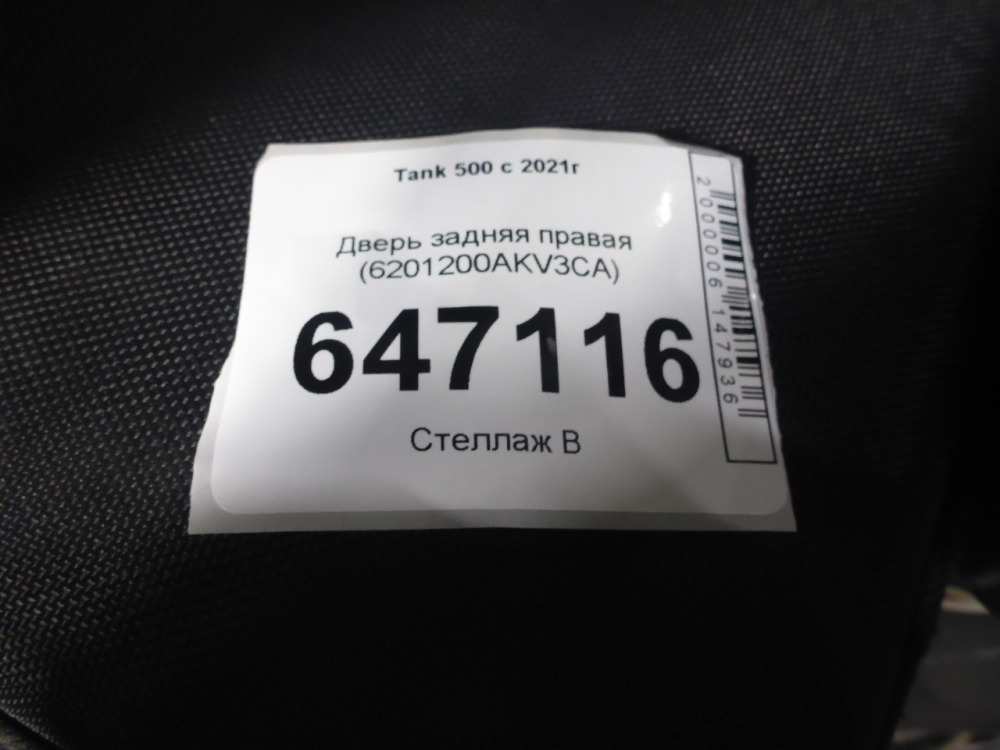 Tank 500 с 2021г
Дверь задняя правая
(6201200AKV3CA)
647116
Стеллаж В
2000006147936